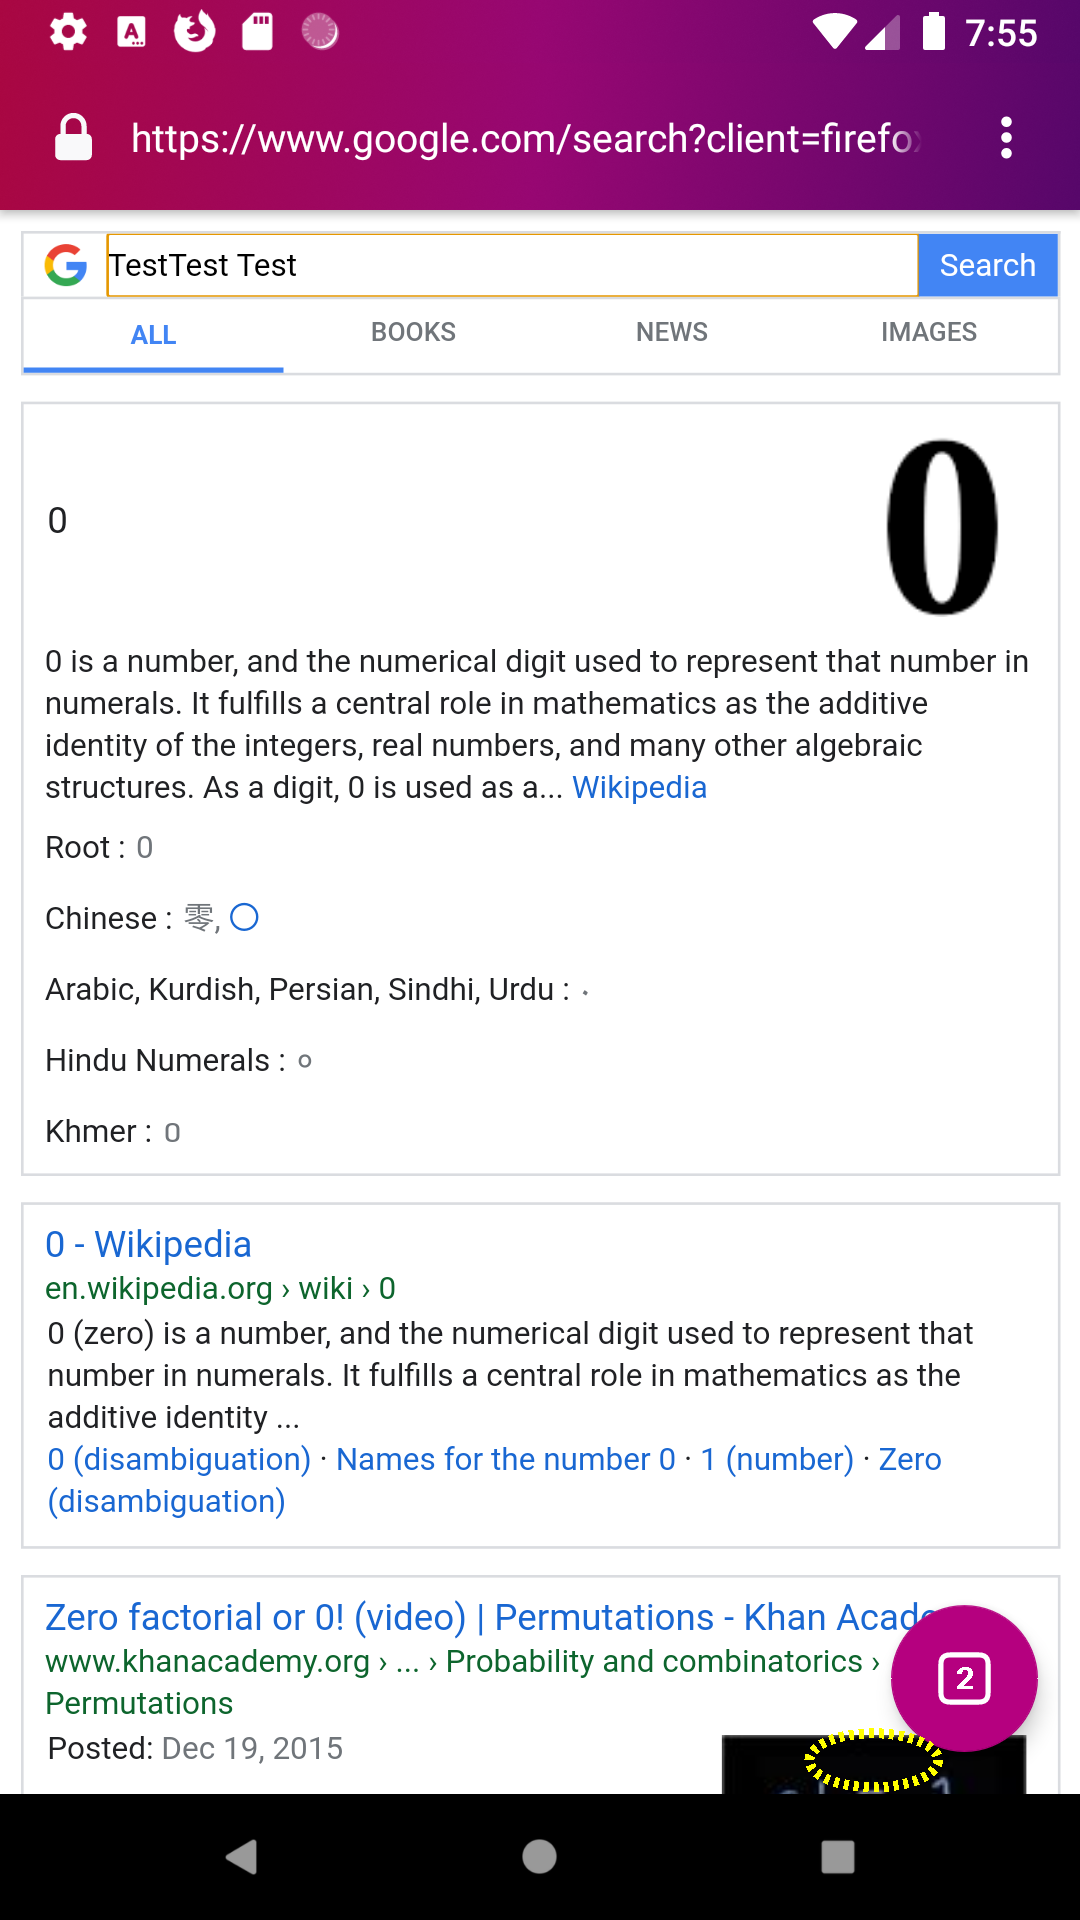 7:55
https://www.google.com/search?client=firefo
TestTest Test
Search
ALL
BOOKS
NEWS
IMAGES
0
0
0 is a number, and the numerical digit used to represent that number in
numerals. It fulfills a central role in mathematics as the additive
identity of the integers, real numbers, and many other algebraic
structures. As a digit, 0 is used as a... Wikipedia
Root : 0
Chinese : 零, 〇
Arabic, Kurdish, Persian, Sindhi, Urdu : ٠
Hindu Numerals : ०
Khmer : ០
0 - Wikipedia
en.wikipedia.org › wiki › 0
0 (zero) is a number, and the numerical digit used to represent that
number in numerals. It fulfills a central role in mathematics as the
additive identity ...
0 (disambiguation) · Names for the number 0 · 1 (number) · Zero
(disambiguation)
Zero factorial or 0! (video) | Permutations - Khan Acade
www.khanacademy.org › ... › Probability and combinatorics ›
Permutations
2
Posted: Dec 19, 2015